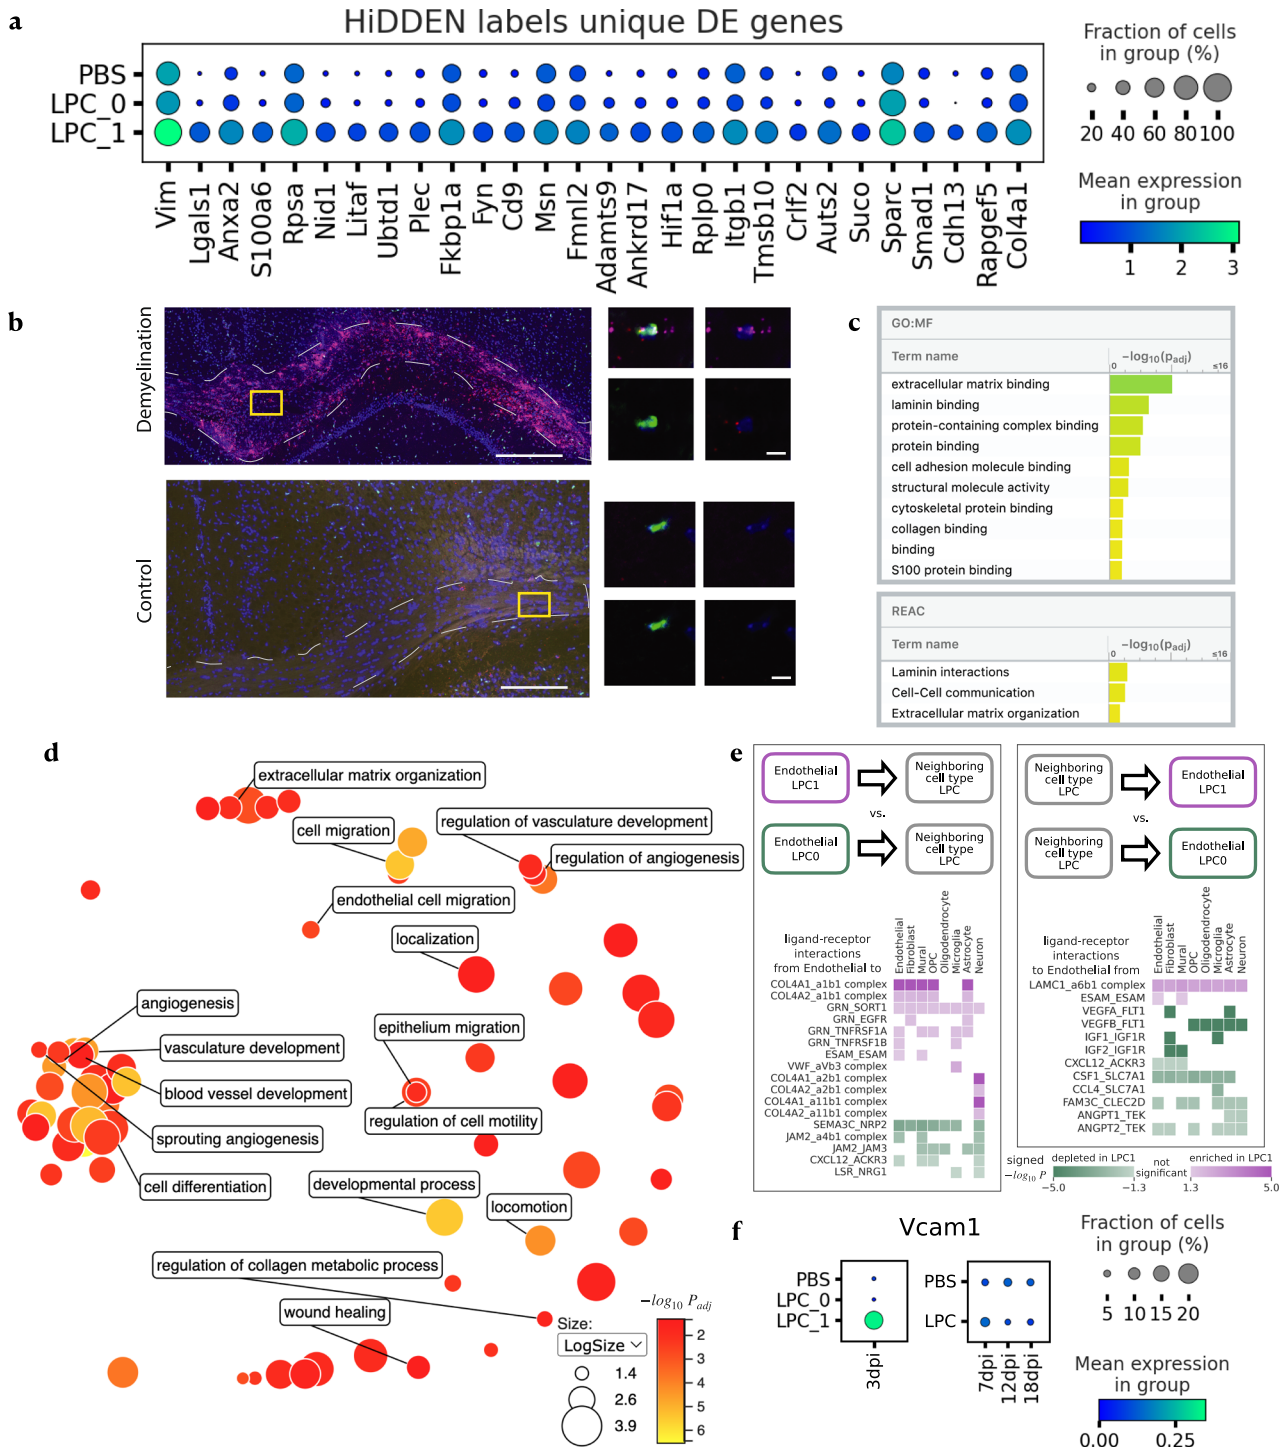 a
HiDDEN labels unique DE genes
PBS
LPC_0
LPC_1
Vim
Lgals1
Anxa2
S100a6
Rpsa
Nid1
Litaf
Ubtd1
Plec
Fkbp1a
Fyn
Cd9
Msn
Fmnl2
Adamts9
Ankrd17
Hif1a
Rplp0
Itgb1
Tmsb10
Crlf2
Auts2
Suco
Sparc
Smad1
Cdh13
Rapgef5
Col4a1
Fraction of cells
in group (%)
20 40 60 80 100
Mean expression
in group
1 2 3
b
Demyelination
Control
c
GO:MF
Term name
−log10(padj)
0 ≤16
extracellular matrix binding
laminin binding
protein-containing complex binding
protein binding
cell adhesion molecule binding
structural molecule activity
cytoskeletal protein binding
collagen binding
binding
S100 protein binding
REAC
Term name
−log10(padj)
0 ≤16
Laminin interactions
Cell-Cell communication
Extracellular matrix organization
d
extracellular matrix organization
cell migration
regulation of vasculature development
regulation of angiogenesis
endothelial cell migration
localization
angiogenesis
epithelium migration
vasculature development
blood vessel development
regulation of cell motility
sprouting angiogenesis
cell differentiation
developmental process
locomotion
regulation of collagen metabolic process
wound healing
Size:
LogSize
1.4
2.6
3.9
−log10 Padj
2
3
4
5
6
e
Endothelial
LPC1
Neighboring
cell type
LPC
vs.
Endothelial
LPC0
Neighboring
cell type
LPC
ligand-receptor
interactions
from Endothelial to
Endothelial
Fibroblast
Mural
OPC
Oligodendrocyte
Microglia
Astrocyte
Neuron
COL4A1_a1b1 complex
COL4A2_a1b1 complex
GRN_SORT1
GRN_EGFR
GRN_TNFRSF1A
GRN_TNFRSF1B
ESAM_ESAM
VWF_aVb3 complex
COL4A1_a2b1 complex
COL4A2_a2b1 complex
COL4A1_a11b1 complex
COL4A2_a11b1 complex
SEMA3C_NRP2
JAM2_a4b1 complex
JAM2_JAM3
CXCL12_ACKR3
LSR_NRG1
Neighboring
cell type
LPC
Endothelial
LPC1
vs.
Neighboring
cell type
LPC
Endothelial
LPC0
ligand-receptor
interactions
to Endothelial from
Endothelial
Fibroblast
Mural
OPC
Oligodendrocyte
Microglia
Astrocyte
Neuron
LAMC1_a6b1 complex
ESAM_ESAM
VEGFA_FLT1
VEGFB_FLT1
IGF1_IGF1R
IGF2_IGF1R
CXCL12_ACKR3
CSF1_SLC7A1
CCL4_SLC7A1
FAM3C_CLEC2D
ANGPT1_TEK
ANGPT2_TEK
signed
−log10 P
depleted in LPC1
not
significant
enriched in LPC1
−5.0 −1.3 1.3 5.0
f
Vcam1
PBS
LPC_0
LPC_1
3dpi
PBS
LPC
7dpi
12dpi
18dpi
Fraction of cells
in group (%)
5 10 15 20
Mean expression
in group
0.00 0.25